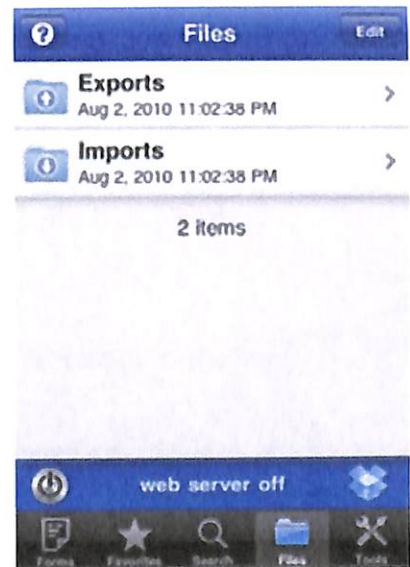 ?
Files
Edit
Exports
Aug 2, 2010 11:02:38 PM
Imports
Aug 2, 2010 11:02:38 PM
2 items
web server off
Forms Favorites Search Files Tools